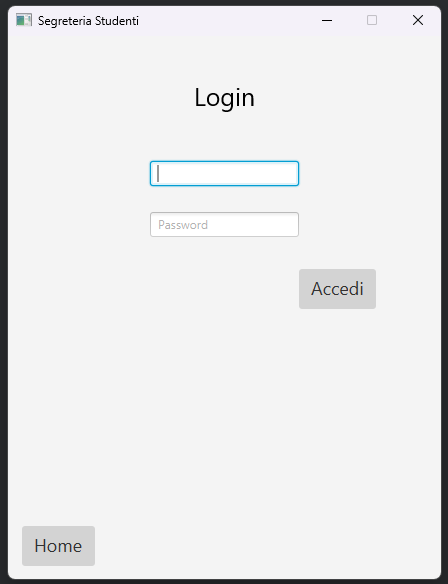 Segreteria Studenti
Login
Password
Accedi
Home